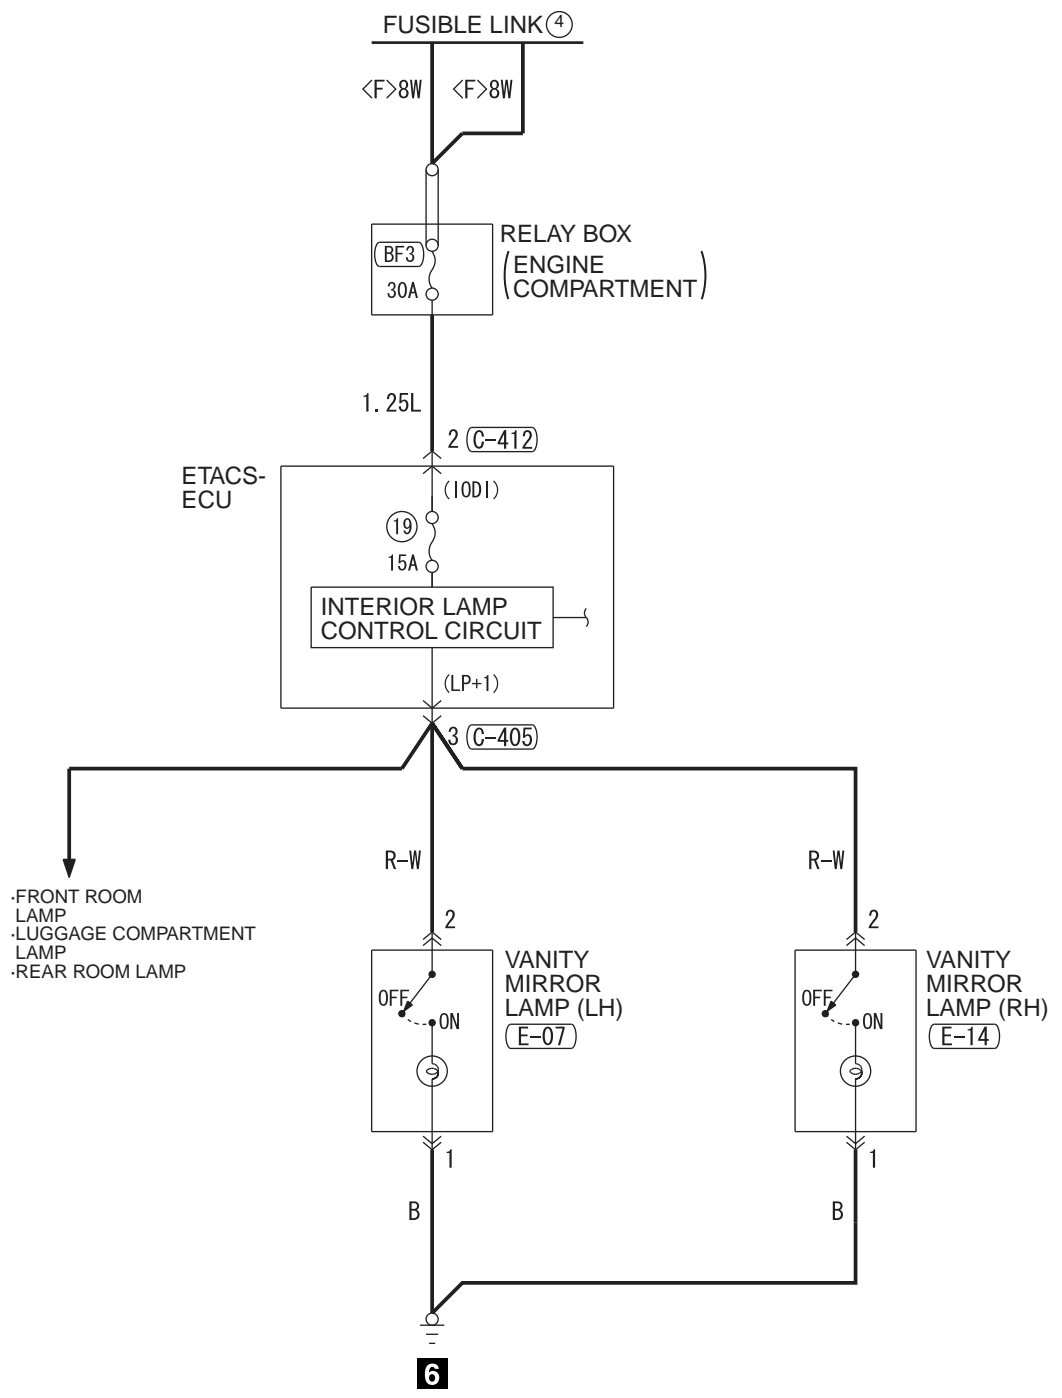 FUSIBLE LINK ④
<F>8W <F>8W
BF3
30A
RELAY BOX
(ENGINE
COMPARTMENT)
1.25L
2 C-412
ETACS-
ECU
(IODI)
19
15A
INTERIOR LAMP
CONTROL CIRCUIT
(LP+1)
3 C-405
R-W
R-W
·FRONT ROOM
LAMP
·LUGGAGE COMPARTMENT
LAMP
·REAR ROOM LAMP
2
OFF
ON
VANITY
MIRROR
LAMP (LH)
E-07
1
B
2
OFF
ON
VANITY
MIRROR
LAMP (RH)
E-14
1
B
6